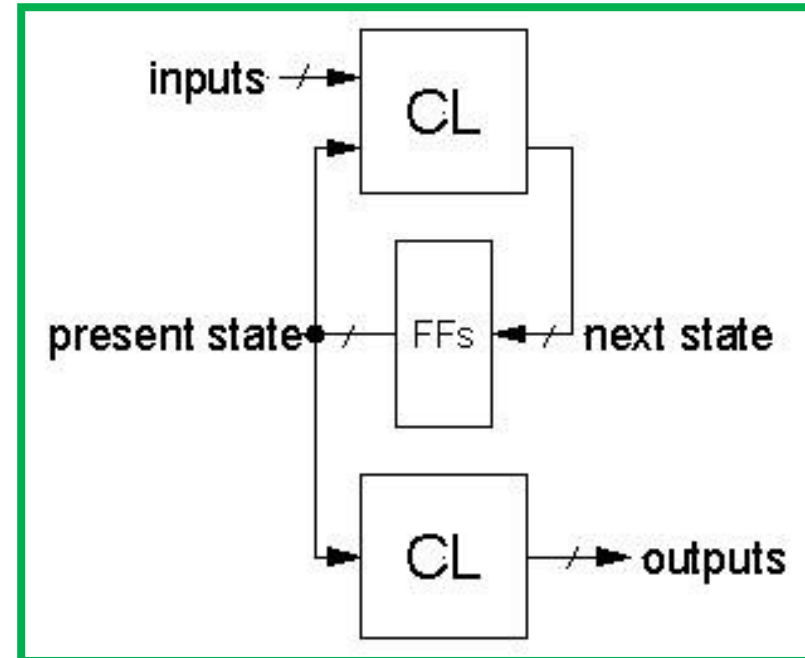 inputs
CL
present state
FFs
next state
CL
outputs